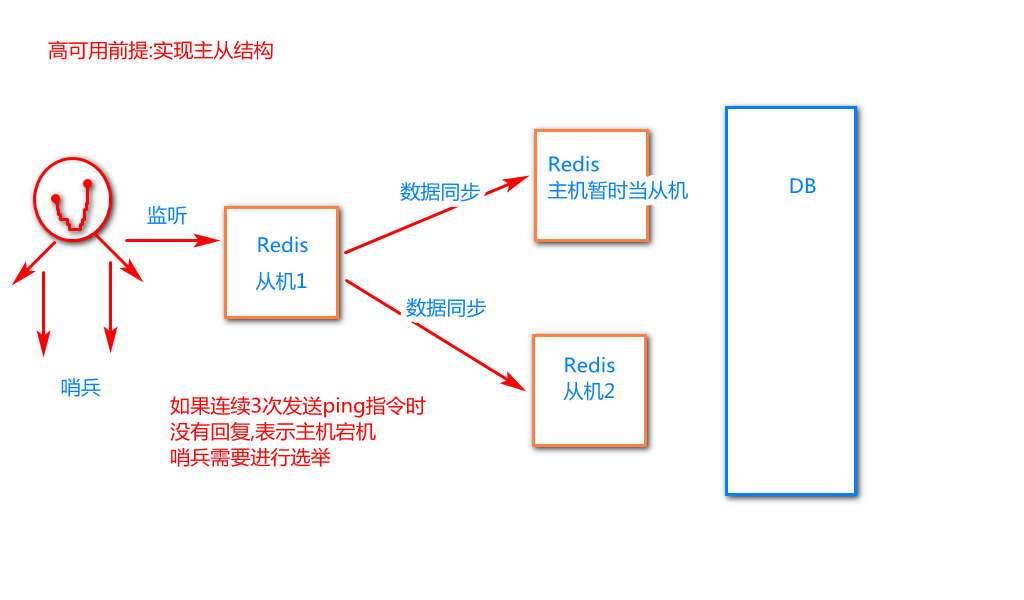 高可用前提:实现主从结构
监听
Redis
从机1
数据同步
Redis
主机暂时当从机
DB
数据同步
Redis
从机2
哨兵
如果连续3次发送ping指令时
没有回复,表示主机宕机
哨兵需要进行选举